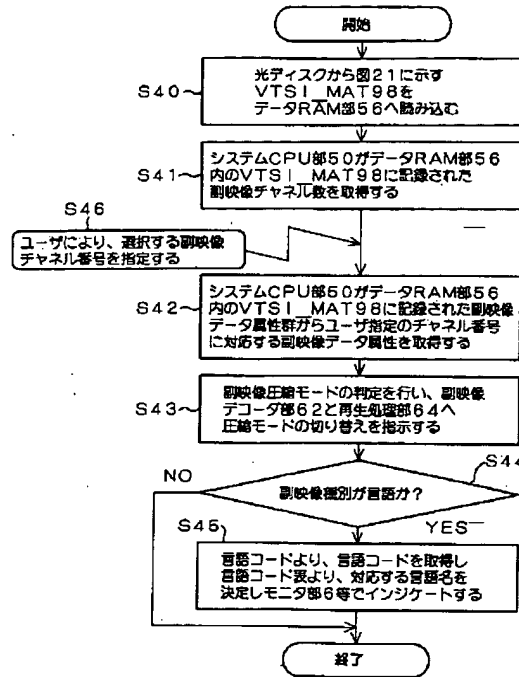 開始
S40
光ディスクから図21に示す
VTSI_MAT98を
データRAM部56へ読み込む
S41
システムCPU部50がデータRAM部56
内のVTSI_MAT98に記録された
副映像チャネル数を取得する
S46
ユーザにより、選択する副映像
チャネル番号を指定する
S42
システムCPU部50がデータRAM部56
内のVTSI_MAT98に記録された副映像
データ属性群からユーザ指定のチャネル番号
に対応する副映像データ属性を取得する
S43
副映像圧縮モードの判定を行い、副映像
デコーダ部62と再生処理部64へ
圧縮モードの切り替えを指示する
S44
NO
副映像種別が言語か?
YES
S45
言語コードより、言語コードを取得し
言語コード表より、対応する言語名を
決定しモニタ部6等でインジケートする
終了